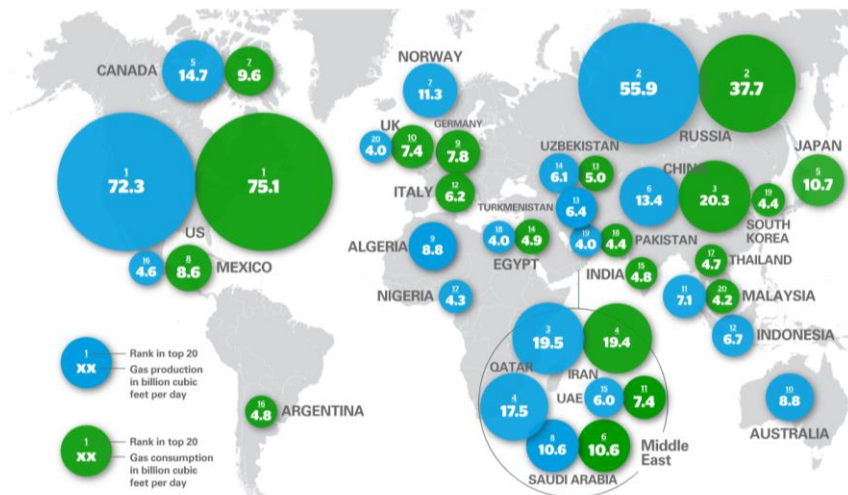 CANADA
5
14.7
7
9.6
NORWAY
7
11.3
2
55.9
2
37.7
RUSSIA
1
72.3
1
75.1
US
20
4.0
UK
10
7.4
GERMANY
9
7.8
ITALY
12
6.2
UZBEKISTAN
14
6.1
13
5.0
TURKMENISTAN
13
6.4
CHINA
6
13.4
3
20.3
JAPAN
5
10.7
19
4.4
SOUTH
KOREA
16
4.6
8
8.6
MEXICO
ALGERIA
9
8.8
18
4.0
14
4.9
EGYPT
19
4.0
18
4.4
PAKISTAN
INDIA
15
4.8
17
4.7
THAILAND
11
7.1
20
4.2
MALAYSIA
12
6.7
INDONESIA
NIGERIA
17
4.3
3
19.5
4
19.4
IRAN
QATAR
4
17.5
UAE
15
6.0
11
7.4
8
10.6
6
10.6
SAUDI ARABIA
Middle
East
10
8.8
AUSTRALIA
16
4.8
ARGENTINA
1
xx
Rank in top 20
Gas production
in billion cubic
feet per day
1
xx
Rank in top 20
Gas consumption
in billion cubic
feet per day